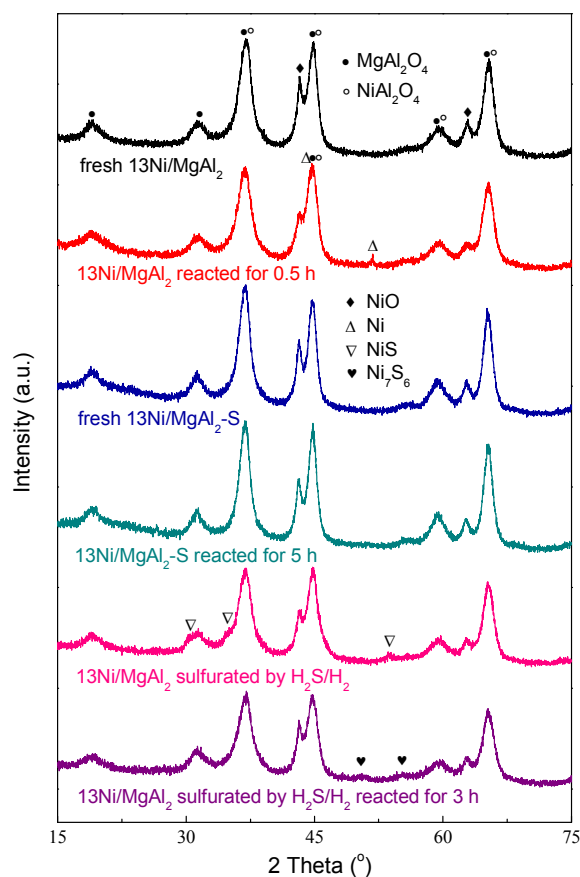 MgAl₂O₄
NiAl₂O₄
fresh 13Ni/MgAl₂
13Ni/MgAl₂ reacted for 0.5 h
NiO
Ni
NiS
Ni₇S₆
fresh 13Ni/MgAl₂-S
13Ni/MgAl₂-S reacted for 5 h
13Ni/MgAl₂ sulfurated by H₂S/H₂
13Ni/MgAl₂ sulfurated by H₂S/H₂ reacted for 3 h
Intensity (a.u.)
15 30 45 60 75
2 Theta (°)